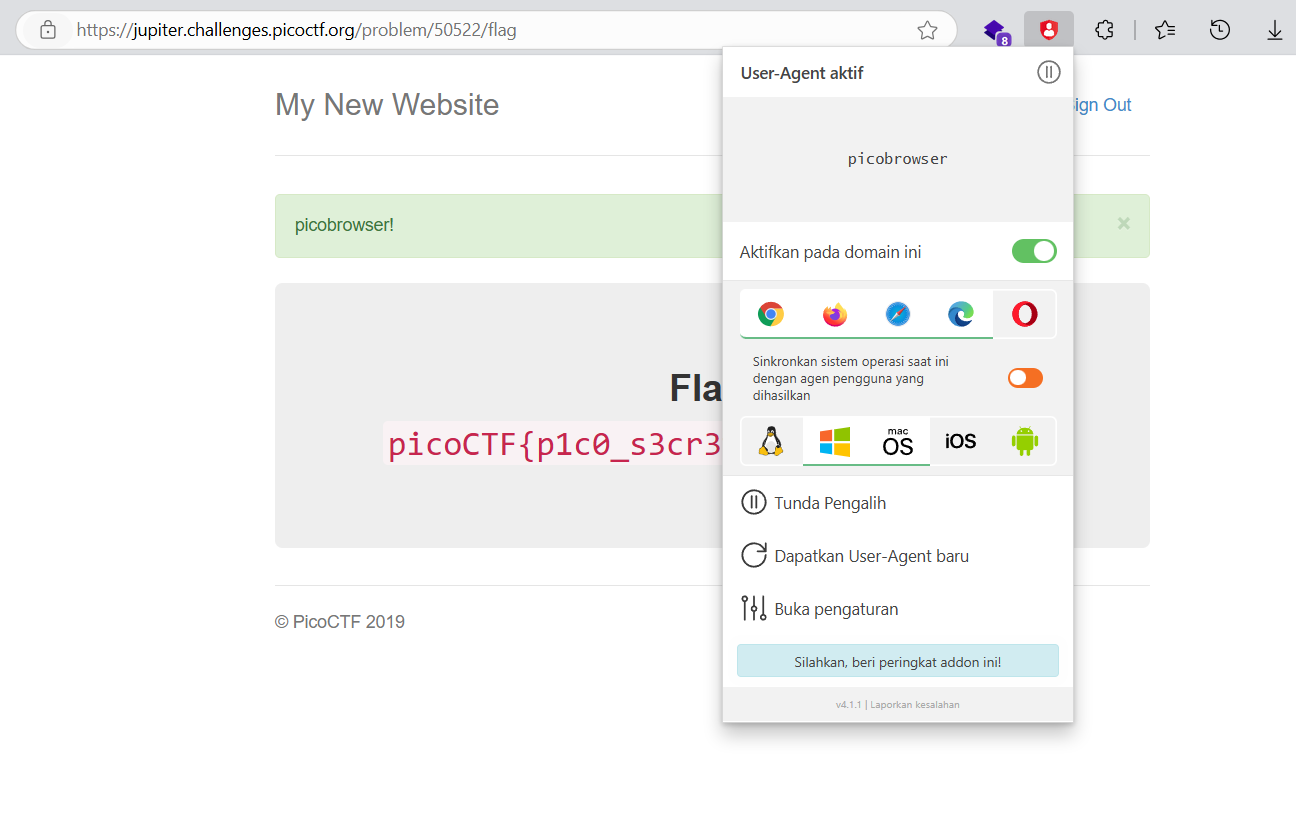 https://jupiter.challenges.picoctf.org/problem/50522/flag
8
User-Agent aktif
My New Website
ign Out
picobrowser
picobrowser!
×
Aktifkan pada domain ini
Sinkronkan sistem operasi saat ini
dengan agen pengguna yang
dihasilkan
Fla
picoCTF{p1c0_s3cr3
mac
OS
iOS
Tunda Pengalih
Dapatkan User-Agent baru
Buka pengaturan
© PicoCTF 2019
Silahkan, beri peringkat addon ini!
v4.1.1 | Laporkan kesalahan